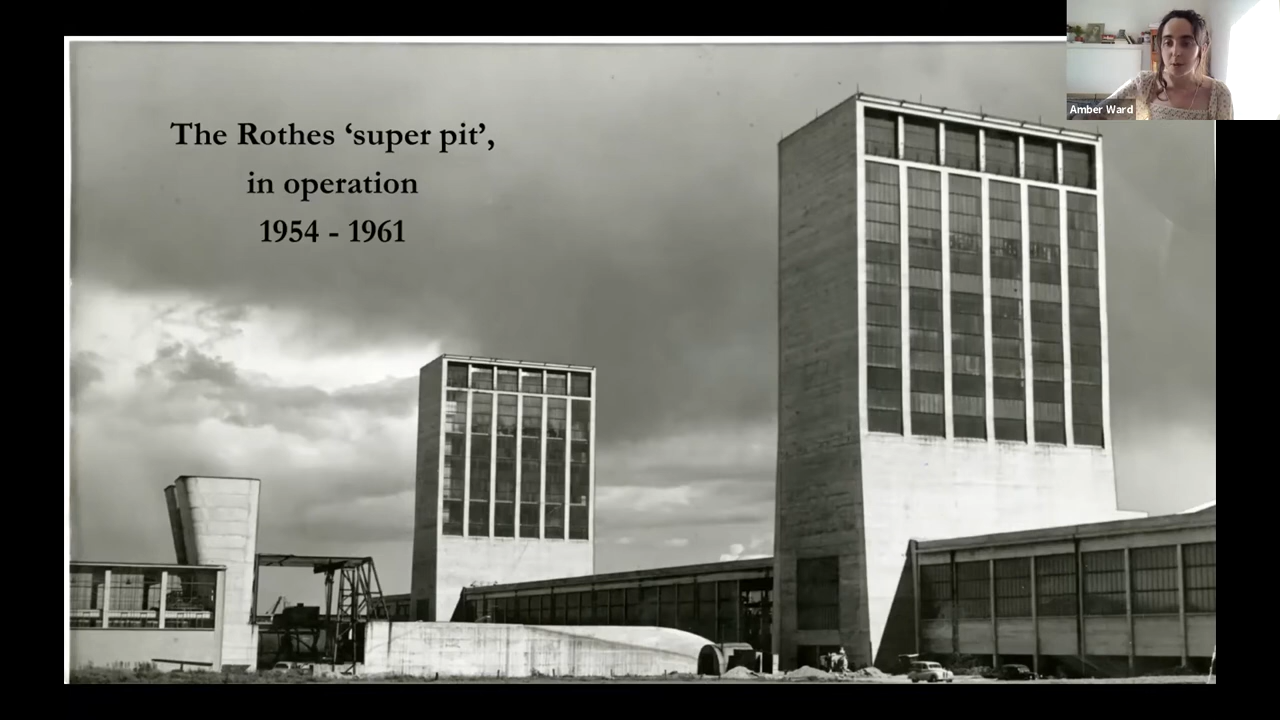 The Rothes ‘super pit’,
in operation
1954 - 1961
Amber Ward